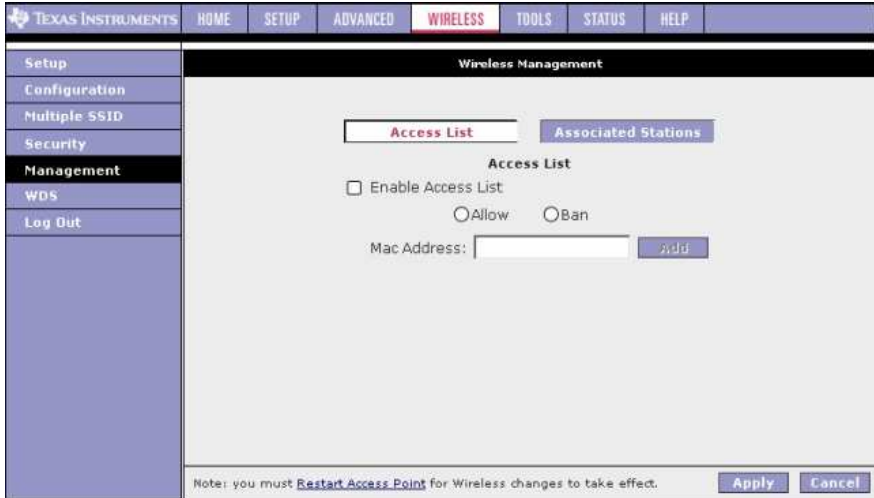 TEXAS INSTRUMENTS HOME SETUP ADVANCED WIRELESS TOOLS STATUS HELP
Setup
Configuration
Multiple SSID
Security
Management
WDS
Log Out
Wireless Management
Access List Associated Stations
Access List
Enable Access List
Allow Ban
Mac Address: Add
Note: you must Restart Access Point for Wireless changes to take effect. Apply Cancel